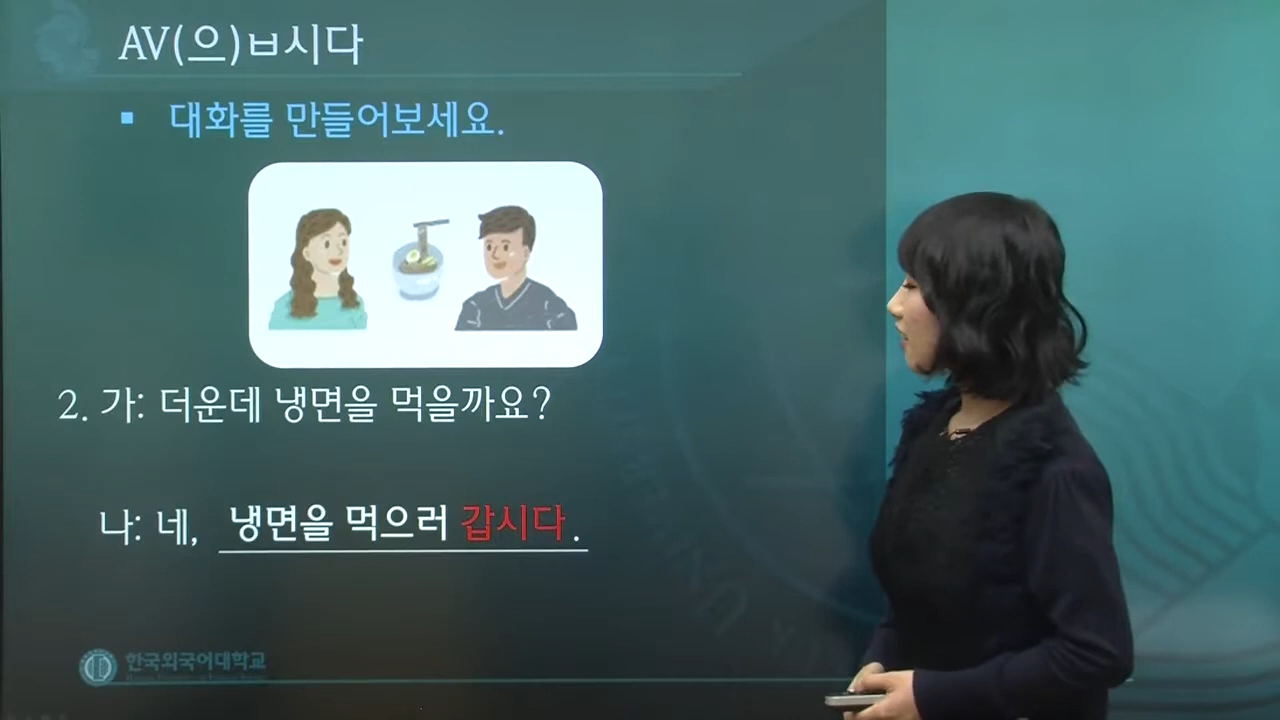 AV(으)ㅂ시다
▪ 대화를 만들어보세요.
2. 가: 더운데 냉면을 먹을까요?
나: 네, 냉면을 먹으러 갑시다.
한국외국어대학교